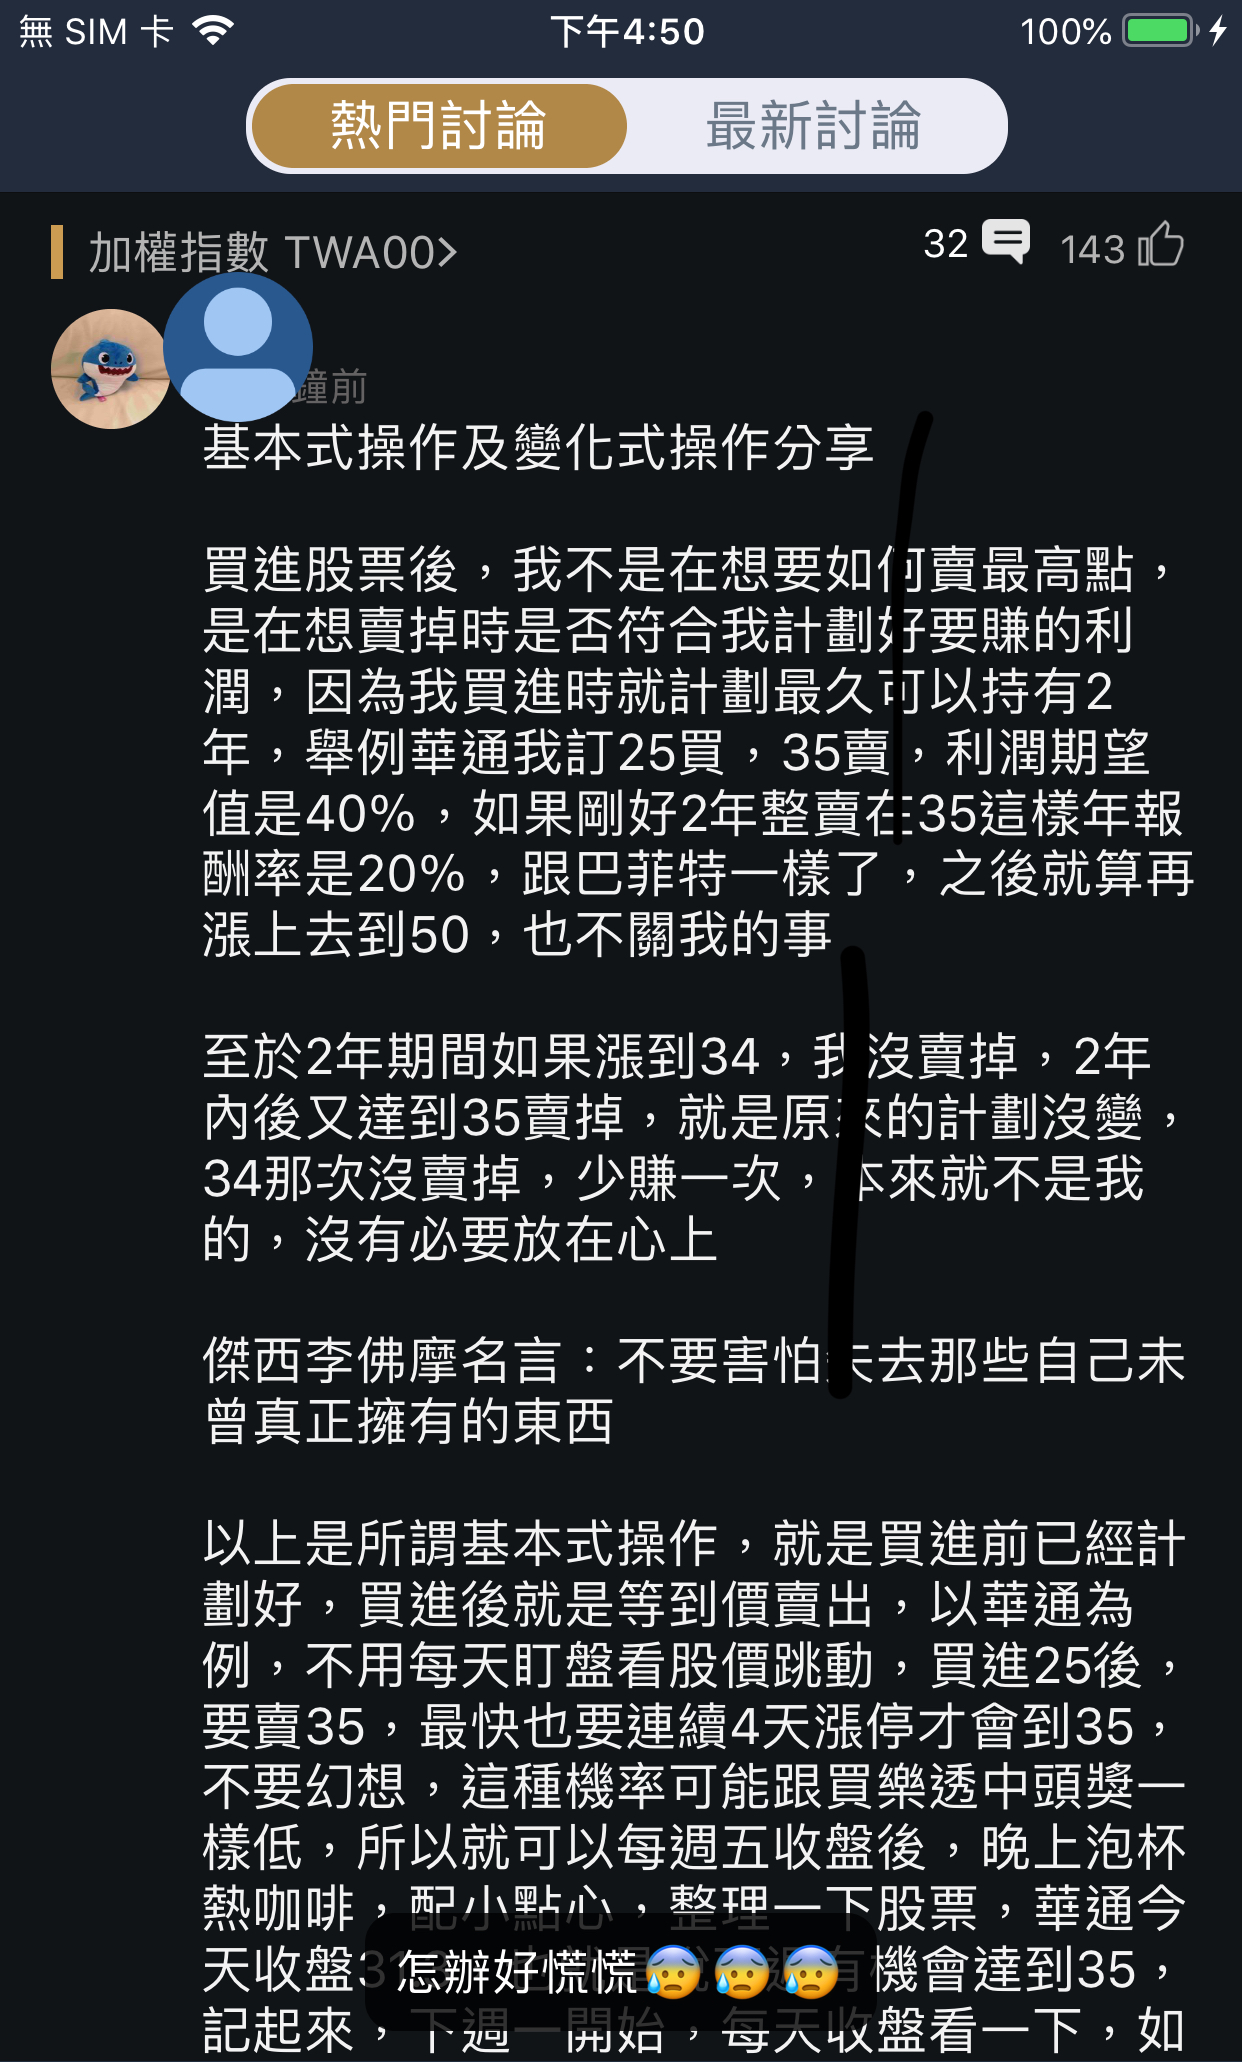 無 SIM 卡
下午4:50
100%
熱門討論
最新討論
加權指數 TWA00>
32
143
鐘前
基本式操作及變化式操作分享
買進股票後，我不是在想要如何賣最高點，
是在想賣掉時是否符合我計劃好要賺的利
潤，因為我買進時就計劃最久可以持有2
年，舉例華通我訂25買，35賣，利潤期望
值是40%，如果剛好2年整賣在35這樣年報
酬率是20%，跟巴菲特一樣了，之後就算再
漲上去到50，也不關我的事
至於2年期間如果漲到34，我沒賣掉，2年
內後又達到35賣掉，就是原來的計劃沒變，
34那次沒賣掉，少賺一次，本來就不是我
的，沒有必要放在心上
傑西李佛摩名言：不要害怕失去那些自己未
曾真正擁有的東西
以上是所謂基本式操作，就是買進前已經計
劃好，買進後就是等到價賣出，以華通為
例，不用每天盯盤看股價跳動，買進25後，
要賣35，最快也要連續4天漲停才會到35，
不要幻想，這種機率可能跟買樂透中頭獎一
樣低，所以就可以每週五收盤後，晚上泡杯
熱咖啡，配小點心，整理一下股票，華通今
天收盤31 有機會達到35，
怎辦好慌慌😰😰😰
記起來，下週一開始，每天收盤看一下，如